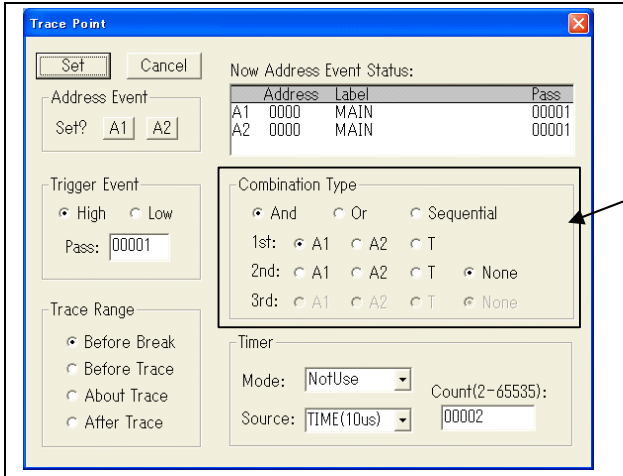 Trace Point
Set Cancel
Address Event
Set? A1 A2
Now Address Event Status:
Address Label Pass
A1 0000 MAIN 00001
A2 0000 MAIN 00001
Trigger Event
High Low
Pass: 00001
Combination Type
And Or Sequential
1st: A1 A2 T
2nd: A1 A2 T None
3rd: A1 A2 T None
Trace Range
Before Break
Before Trace
About Trace
After Trace
Timer
Mode: NotUse
Count(2-65535):
Source: TIME(10us) 00002